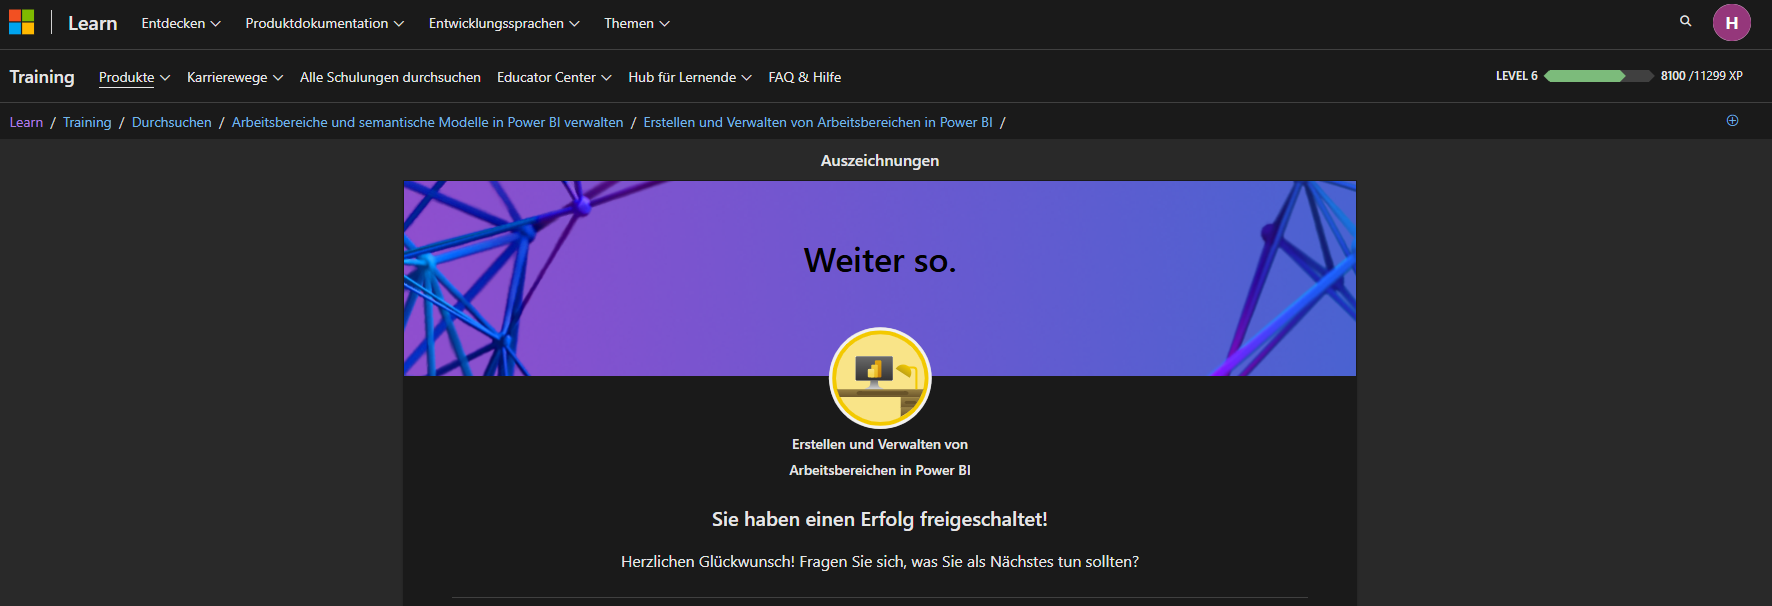 Learn Entdecken Produktdokumentation Entwicklungssprachen Themen H
Training Produkte Karrierewege Alle Schulungen durchsuchen Educator Center Hub für Lernende FAQ & Hilfe LEVEL 6 8100 /11299 XP
Learn / Training / Durchsuchen / Arbeitsbereiche und semantische Modelle in Power BI verwalten / Erstellen und Verwalten von Arbeitsbereichen in Power BI /
Auszeichnungen
Weiter so.
Erstellen und Verwalten von
Arbeitsbereichen in Power BI
Sie haben einen Erfolg freigeschaltet!
Herzlichen Glückwunsch! Fragen Sie sich, was Sie als Nächstes tun sollten?